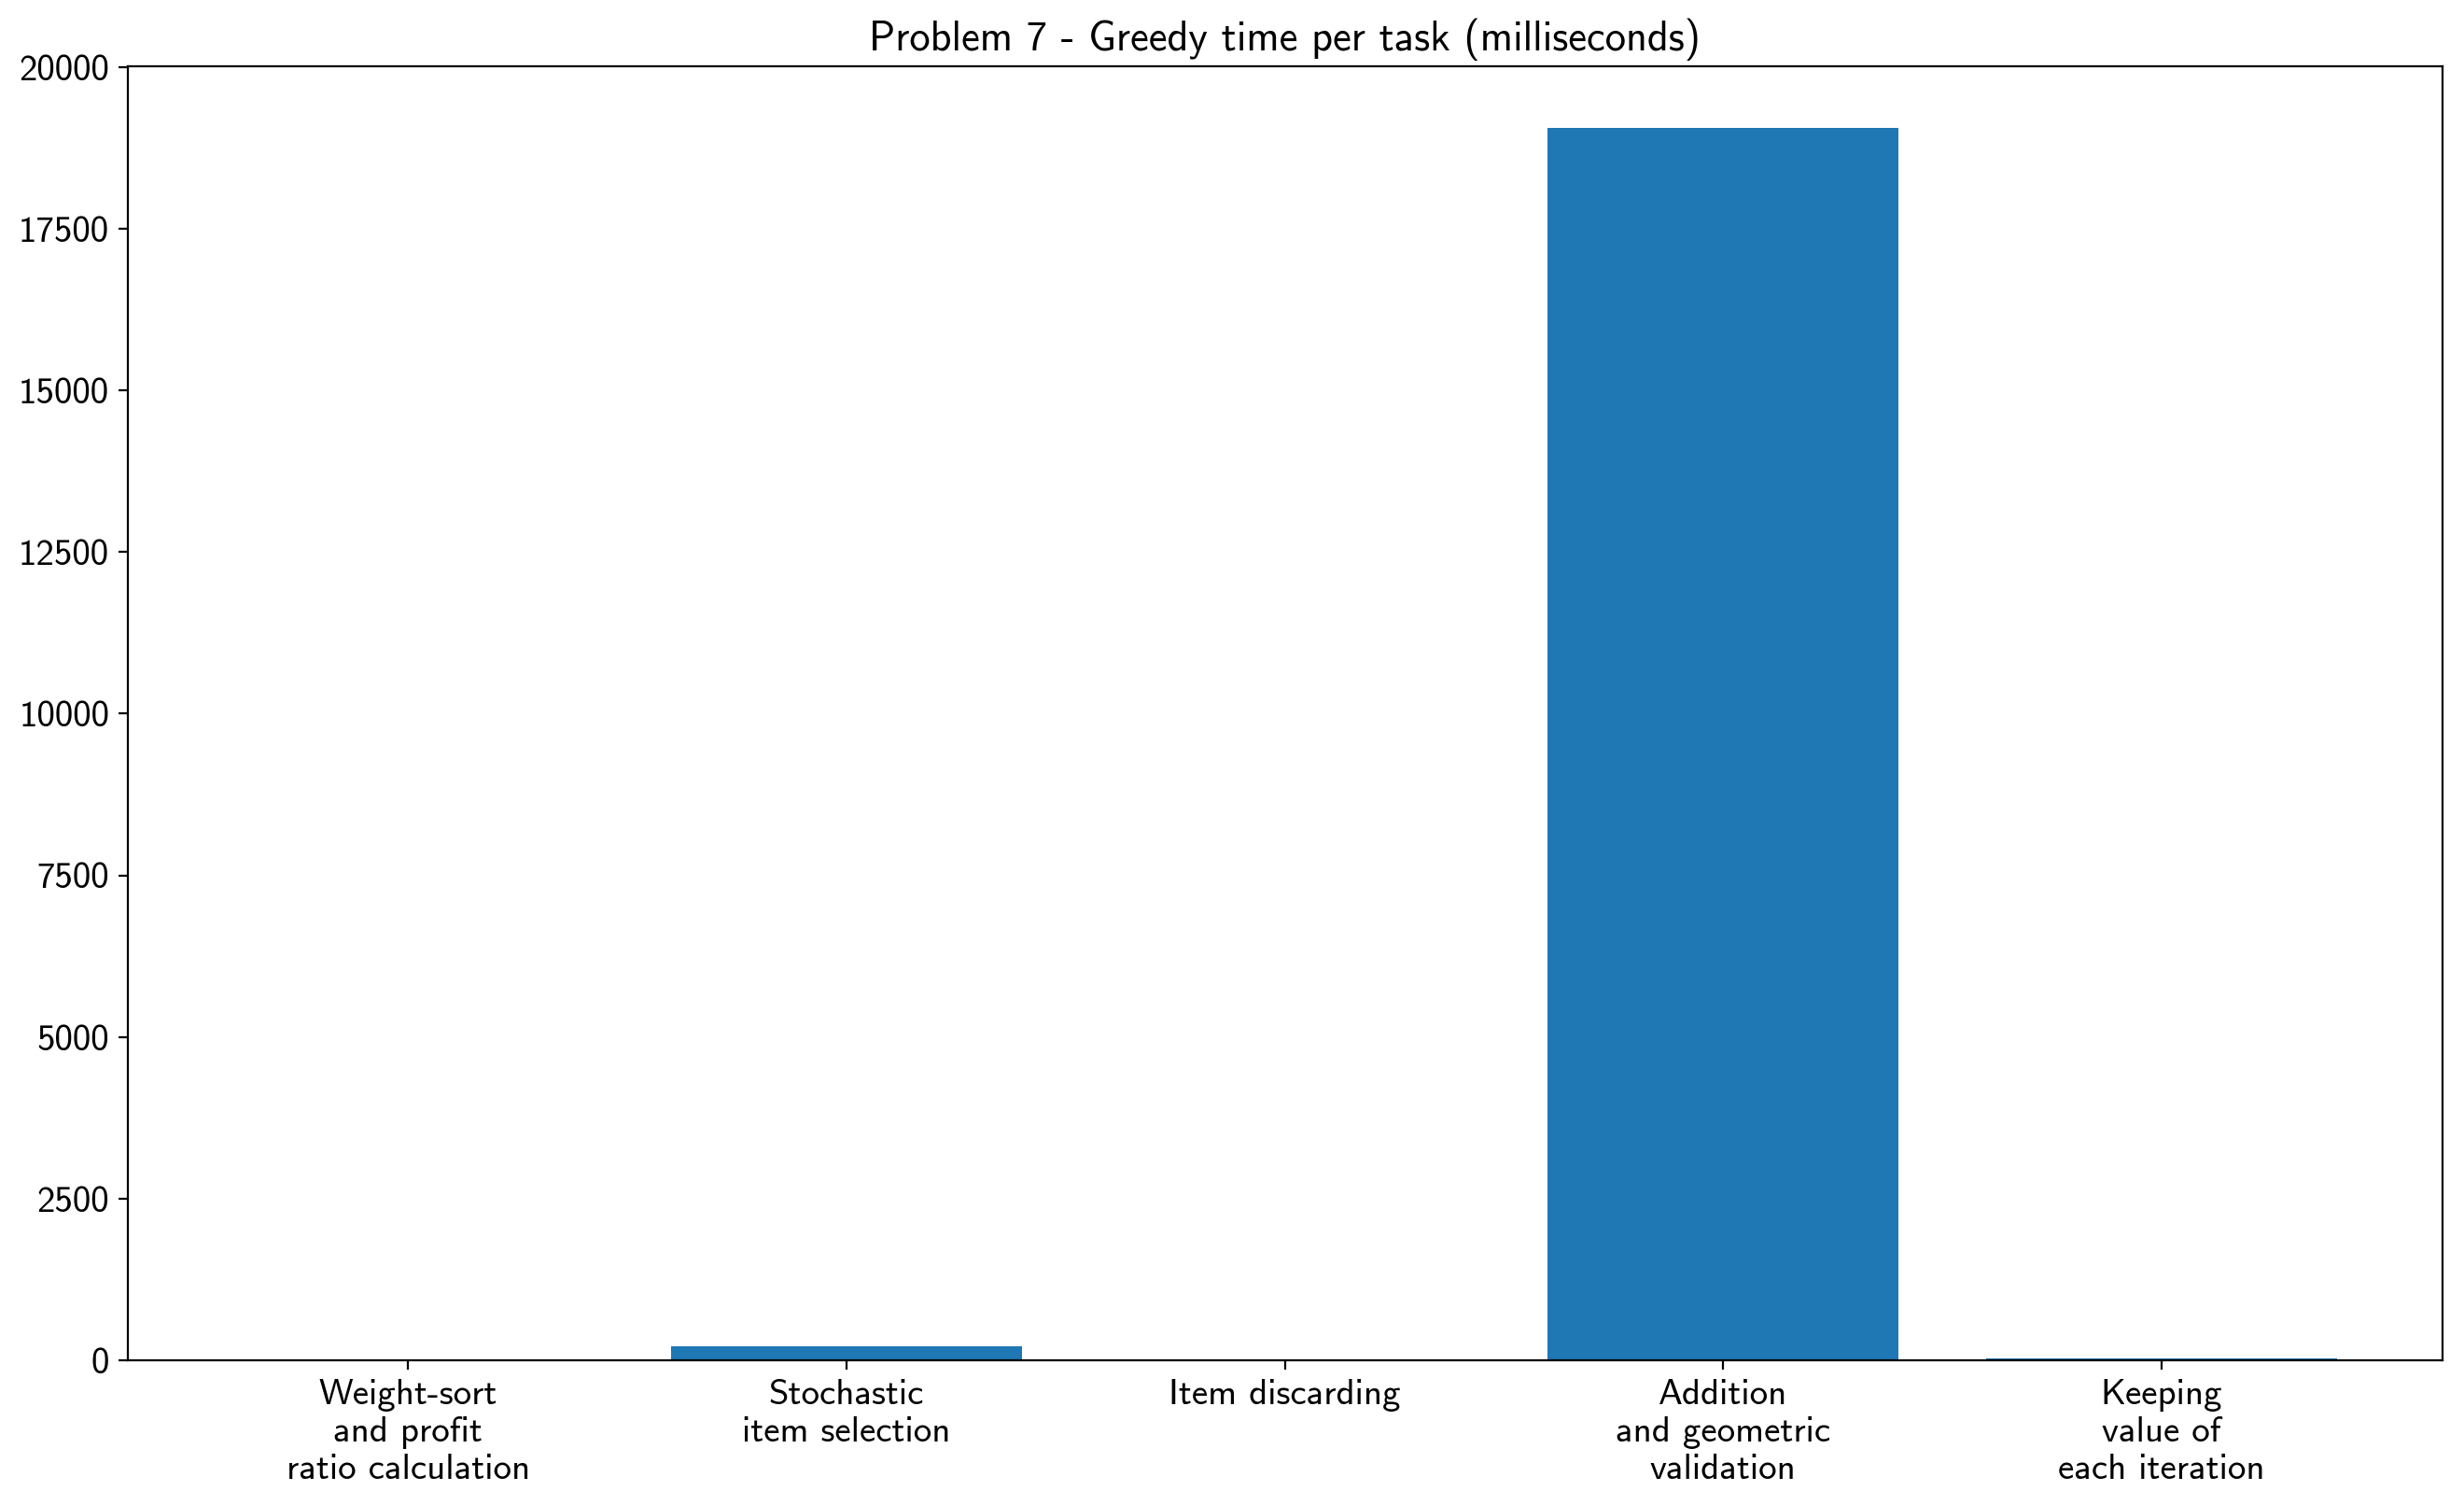 Problem 7 - Greedy time per task (milliseconds)
20000
17500
15000
12500
10000
7500
5000
2500
0
Weight-sort
and profit
ratio calculation
Stochastic
item selection
Item discarding
Addition
and geometric
validation
Keeping
value of
each iteration